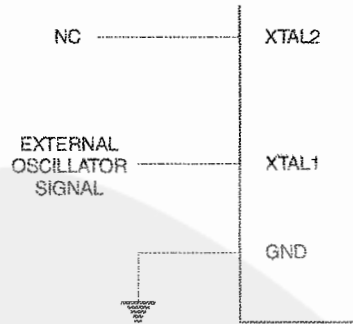 NC XTAL2
EXTERNAL
OSCILLATOR XTAL1
SIGNAL
GND